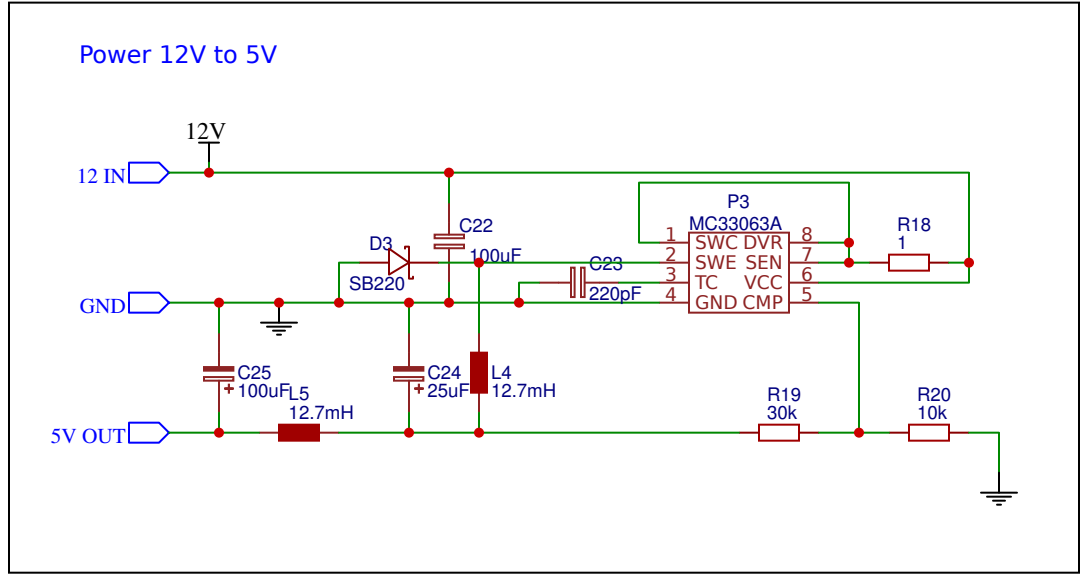 Power 12V to 5V
12V
12 IN
P3
MC33063A
R18
1
C22
100uF
D3
SB220
C23
220pF
1 SWC DVR 8
2 SWE SEN 7
3 TC VCC 6
4 GND CMP 5
GND
C25
100uF
L5
12.7mH
C24
25uF
L4
12.7mH
R19
30k
R20
10k
5V OUT